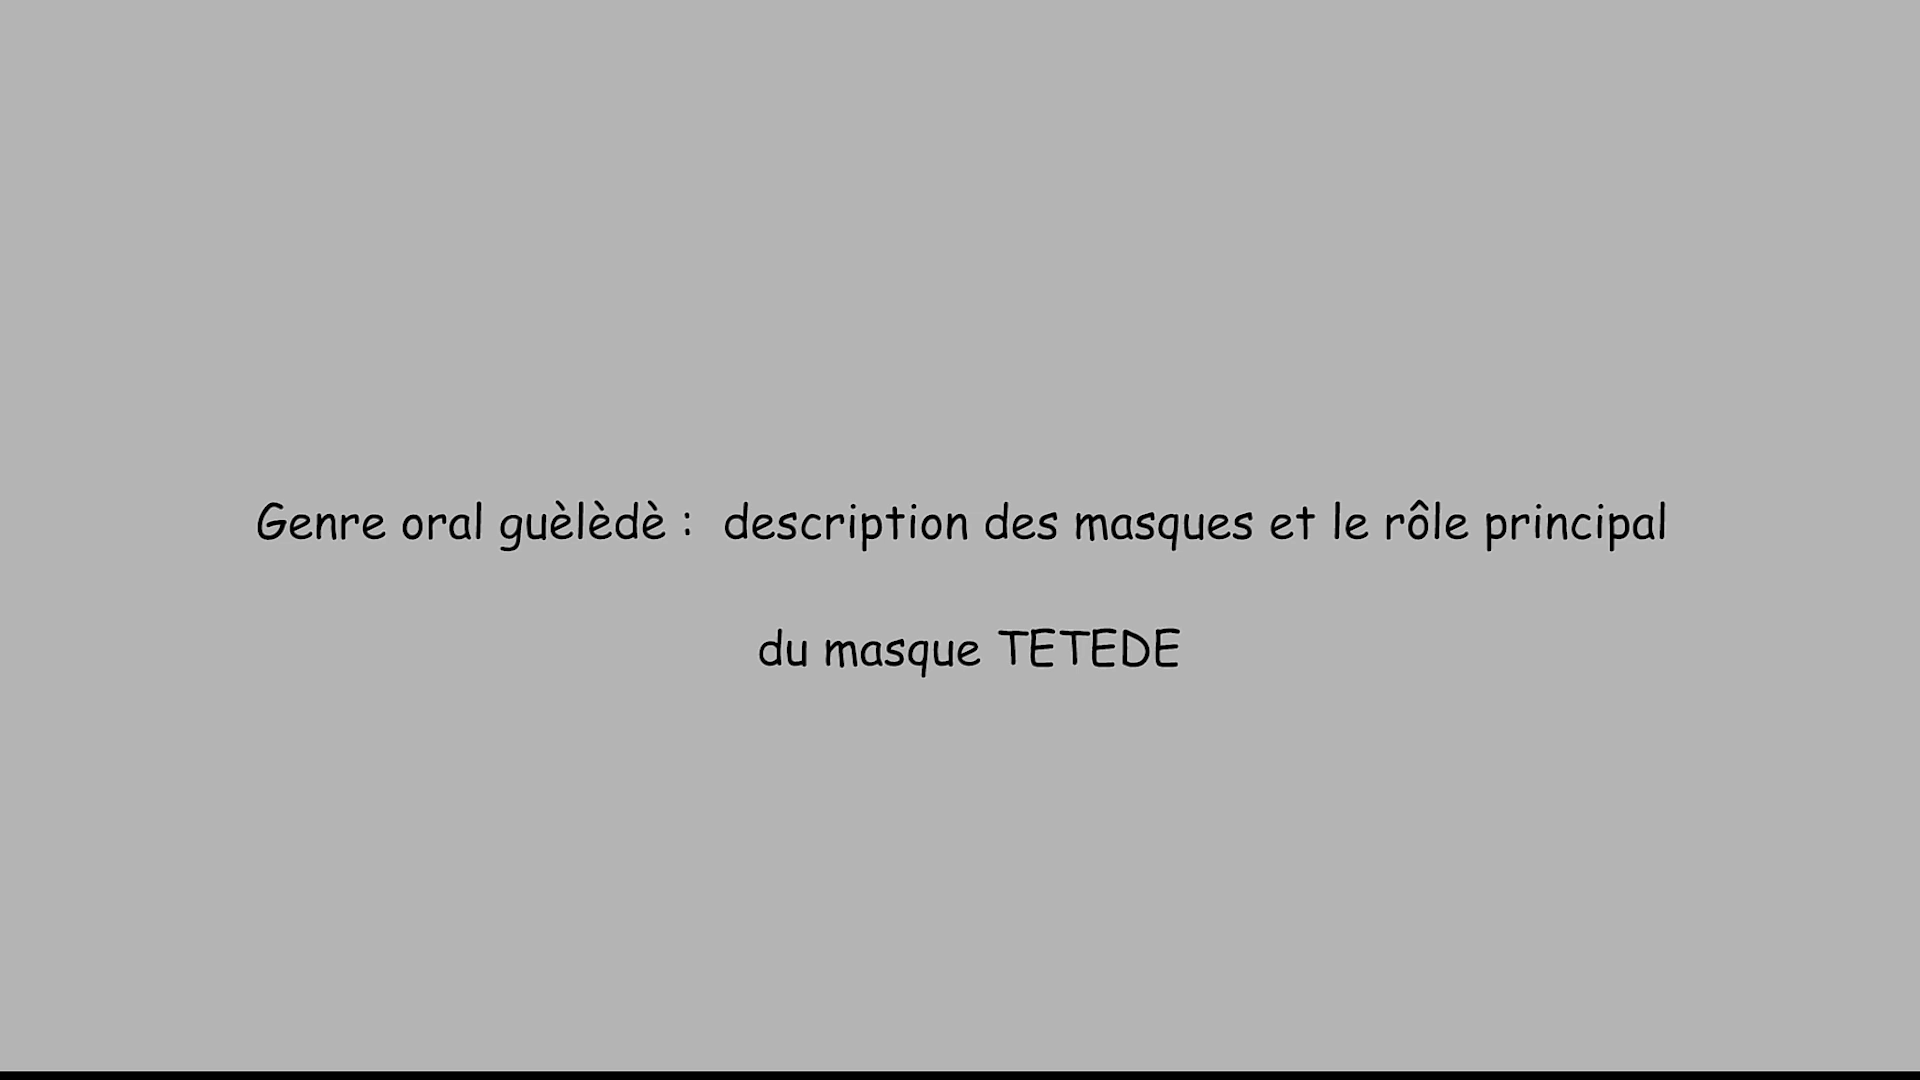 Genre oral guèlèdè :  description des masques et le rôle principal
du masque TETEDE